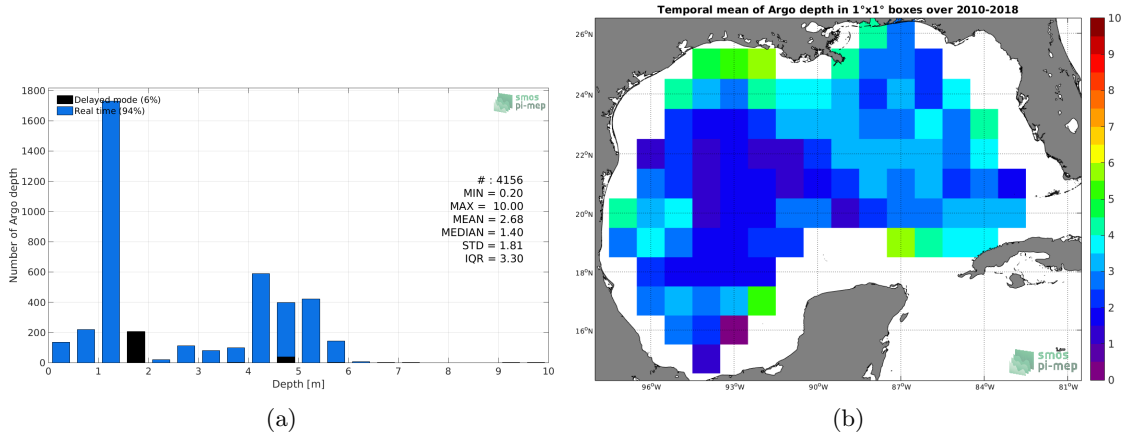 Delayed mode (6%)
Real time (94%)
smos
pi-mep
# : 4156
MIN = 0.20
MAX = 10.00
MEAN = 2.68
MEDIAN = 1.40
STD = 1.81
IQR = 3.30
Number of Argo depth
1800
1600
1400
1200
1000
800
600
400
200
0
0 1 2 3 4 5 6 7 8 9 10
Depth [m]
(a)
Temporal mean of Argo depth in 1°x1° boxes over 2010-2018
26°N
24°N
22°N
20°N
18°N
16°N
96°W 93°W 90°W 87°W 84°W 81°W
smos
pi-mep
10
9
8
7
6
5
4
3
2
1
0
(b)